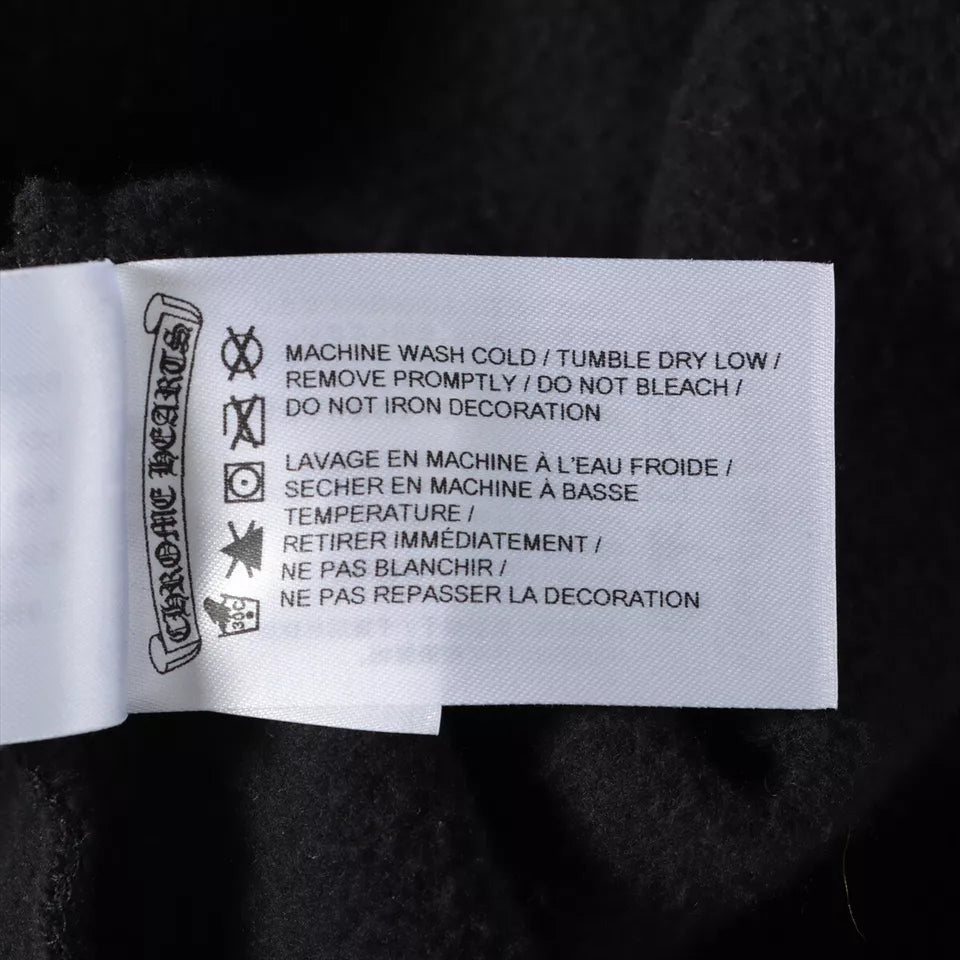 CHROME HEARTS
MACHINE WASH COLD / TUMBLE DRY LOW /
REMOVE PROMPTLY / DO NOT BLEACH /
DO NOT IRON DECORATION
LAVAGE EN MACHINE À L'EAU FROIDE /
SECHER EN MACHINE À BASSE
TEMPERATURE /
RETIRER IMMÉDIATEMENT /
NE PAS BLANCHIR /
NE PAS REPASSER LA DECORATION
30C